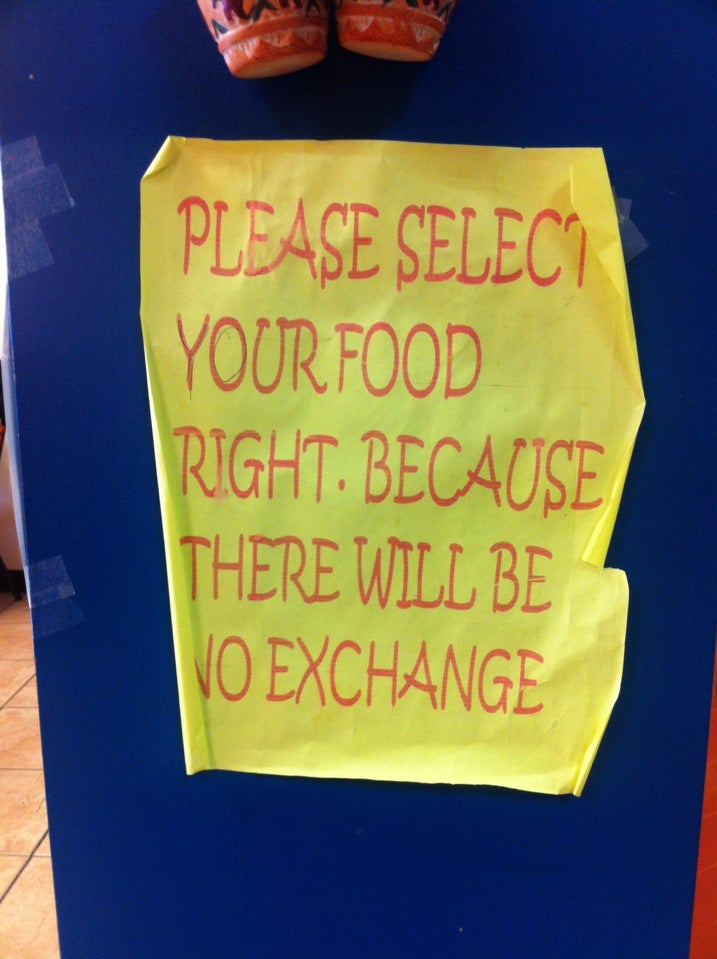 PLEASE SELECT
YOUR FOOD
RIGHT. BECAUSE
THERE WILL BE
NO EXCHANGE